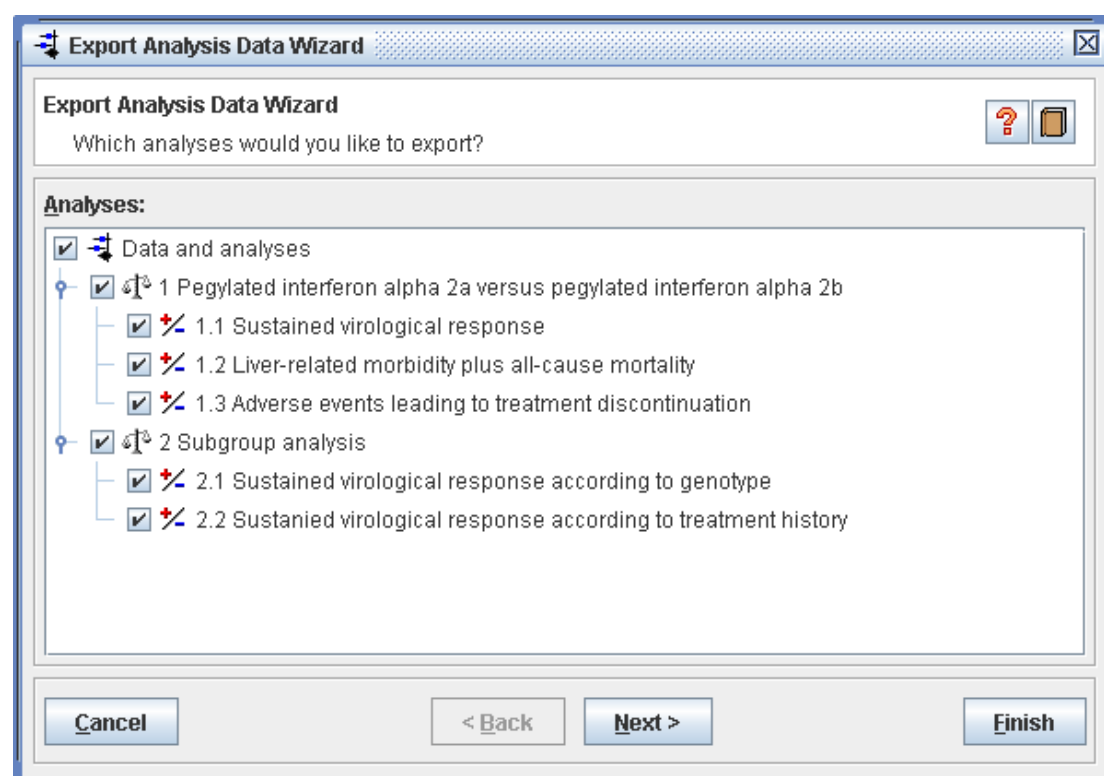 Export Analysis Data Wizard
Export Analysis Data Wizard
Which analyses would you like to export?
?
Analyses:
Data and analyses
1 Pegylated interferon alpha 2a versus pegylated interferon alpha 2b
1.1 Sustained virological response
1.2 Liver-related morbidity plus all-cause mortality
1.3 Adverse events leading to treatment discontinuation
2 Subgroup analysis
2.1 Sustained virological response according to genotype
2.2 Sustanied virological response according to treatment history
Cancel < Back Next > Finish